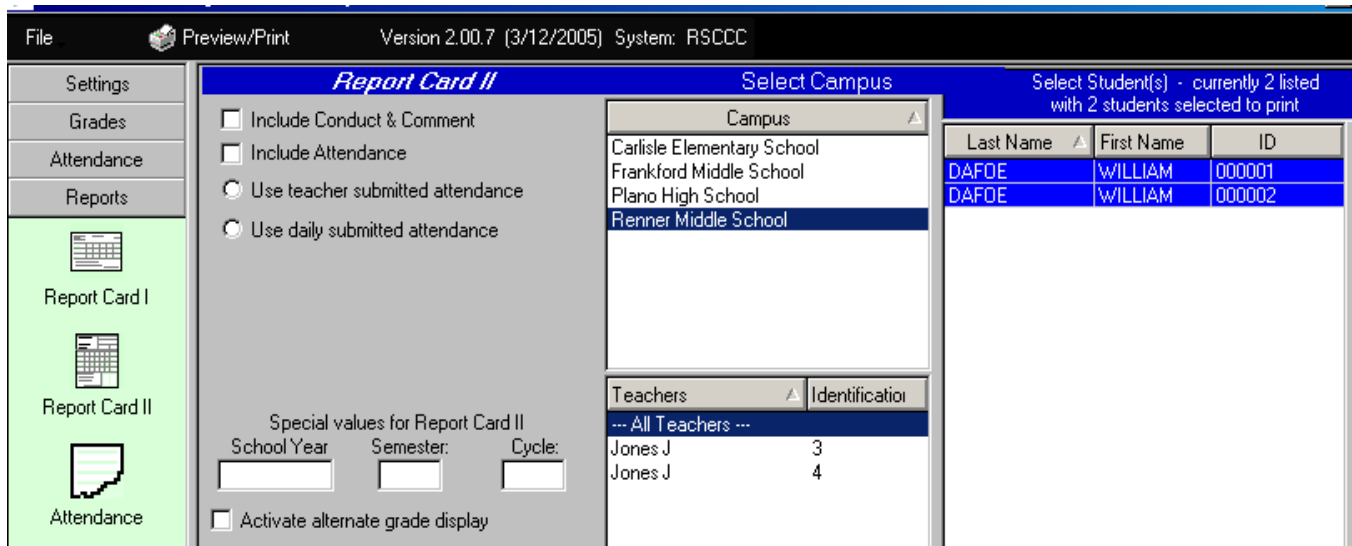 File Preview/Print Version 2.00.7 (3/12/2005) System: RSCCC
Settings
Grades
Attendance
Reports
Report Card I
Report Card II
Attendance
Report Card II
Include Conduct & Comment
Include Attendance
Use teacher submitted attendance
Use daily submitted attendance
Special values for Report Card II
School Year Semester: Cycle:
Activate alternate grade display
Select Campus
Campus
Carlisle Elementary School
Frankford Middle School
Plano High School
Renner Middle School
Teachers Identification
--- All Teachers ---
Jones J 3
Jones J 4
Select Student(s) - currently 2 listed
with 2 students selected to print
Last Name First Name ID
DAFOE WILLIAM 000001
DAFOE WILLIAM 000002